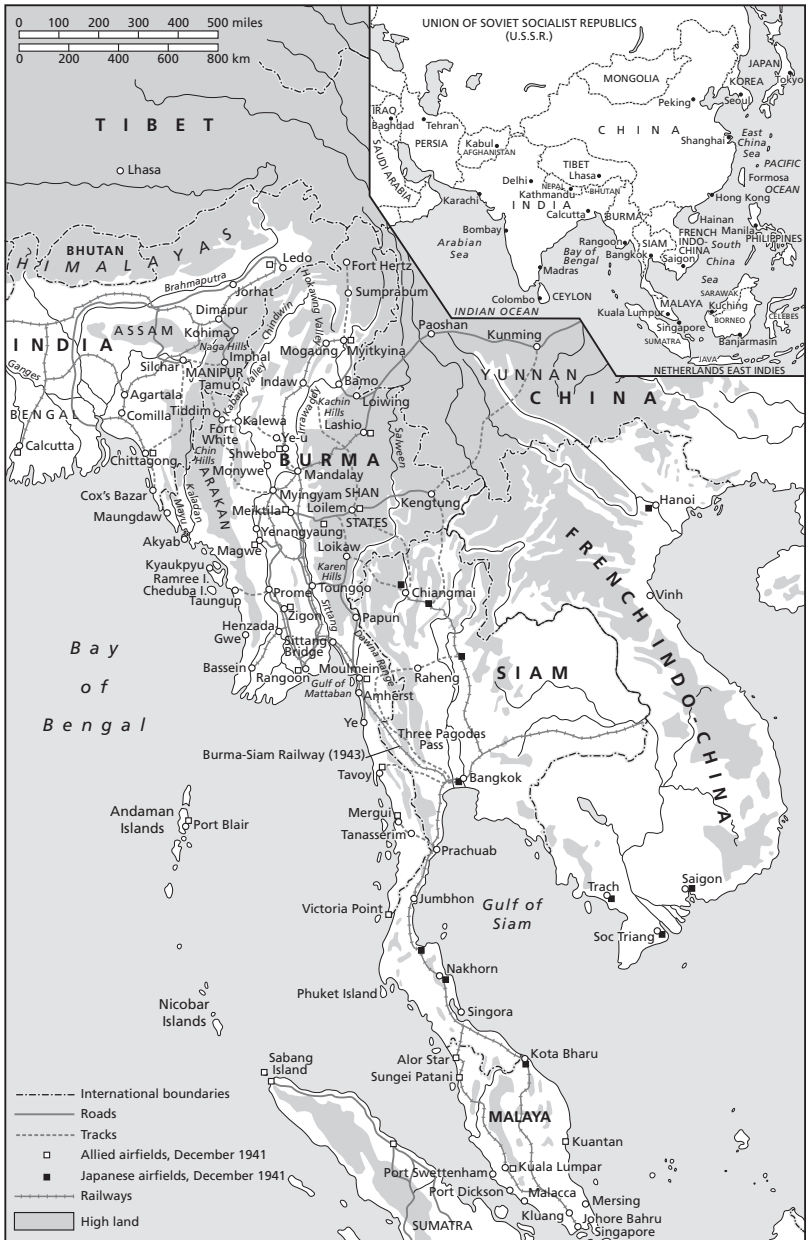 0 100 200 300 400 500 miles
0 200 400 600 800 km
UNION OF SOVIET SOCIALIST REPUBLICS
(U.S.S.R.)
MONGOLIA
JAPAN
KOREA
Tokyo
Peking
Seoul
IRAQ
Baghdad
Tehran
PERSIA
Kabul
AFGHANISTAN
CHINA
Shanghai
East
China
Sea
PACIFIC
OCEAN
SAUDI ARABIA
TIBET
Lhasa
Delhi
NEPAL
Kathmandu
BHUTAN
Formosa
Karachi
INDIA
Calcutta
BURMA
Hong Kong
Bombay
Arabian
Sea
Bay of
Bengal
Rangoon
SIAM
Bangkok
FRENCH
INDO-
CHINA
Saigon
Hainan
Manila
PHILIPPINES
South
China
Sea
Madras
Colombo
CEYLON
INDIAN OCEAN
MALAYA
Kuala Lumpur
Singapore
SUMATRA
SARAWAK
Kuching
BORNEO
CELEBES
Banjarmasin
JAVA
NETHERLANDS EAST INDIES
TIBET
Lhasa
BHUTAN
HIMALAYAS
Ledo
Fort Hertz
Brahmaputra
Jorhat
Sumprabum
Hokawng Valley
Chindwin
Dimapur
ASSAM
Kohima
Naga Hills
INDIA
Mogaung
Myitkyina
Paoshan
Kunming
YUNNAN
CHINA
Ganges
Silchar
Imphal
MANIPUR
Tamu
Kabaw Valley
Indaw
Bamo
Agartala
Irrawaddy
Kachin
Hills
Loiwing
BENGAL
Comilla
Tiddim
Kalewa
Fort
White
Lashio
Salween
Ye-u
Calcutta
Chin
Hills
Shwebo
BURMA
Chittagong
Monywe
Mandalay
ARAKAN
Cox's Bazar
Myingyam
SHAN
STATES
Kengtung
Hanoi
Maungdaw
Mayu
Kaladan
Meiktila
Loilem
Akyab
Yenangyaung
Magwe
Loikaw
Kyaukpyu
Ramree I.
Cheduba I.
Karen
Hills
Taungup
Prome
Toungoo
Chiangmai
FRENCH INDO-CHINA
Vinh
Zigon
Sittang
Papun
Henzada
Gwe
Sittang
Bridge
Dawna Range
Bassein
Rangoon
Moulmein
Raheng
SIAM
Gulf of
Mattaban
Amherst
Bay
of
Bengal
Ye
Three Pagodas
Pass
Burma-Siam Railway (1943)
Tavoy
Bangkok
Andaman
Islands
Port Blair
Mergui
Tanasserim
Prachuab
Victoria Point
Jumbhon
Gulf of
Siam
Trach
Saigon
Soc Triang
Nakhorn
Phuket Island
Nicobar
Islands
Singora
Sabang
Island
Alor Star
Kota Bharu
Sungei Patani
MALAYA
Kuantan
Port Swettenham
Kuala Lumpar
Port Dickson
Malacca
Mersing
Kluang
Johore Bahru
Singapore
SUMATRA
International boundaries
Roads
Tracks
Allied airfields, December 1941
Japanese airfields, December 1941
Railways
High land